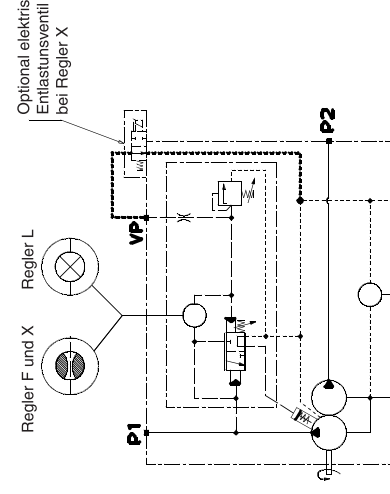 Optional elektris
Entlastunsventil
bei Regler X
P2
VP
Regler L
Regler F und X
P1